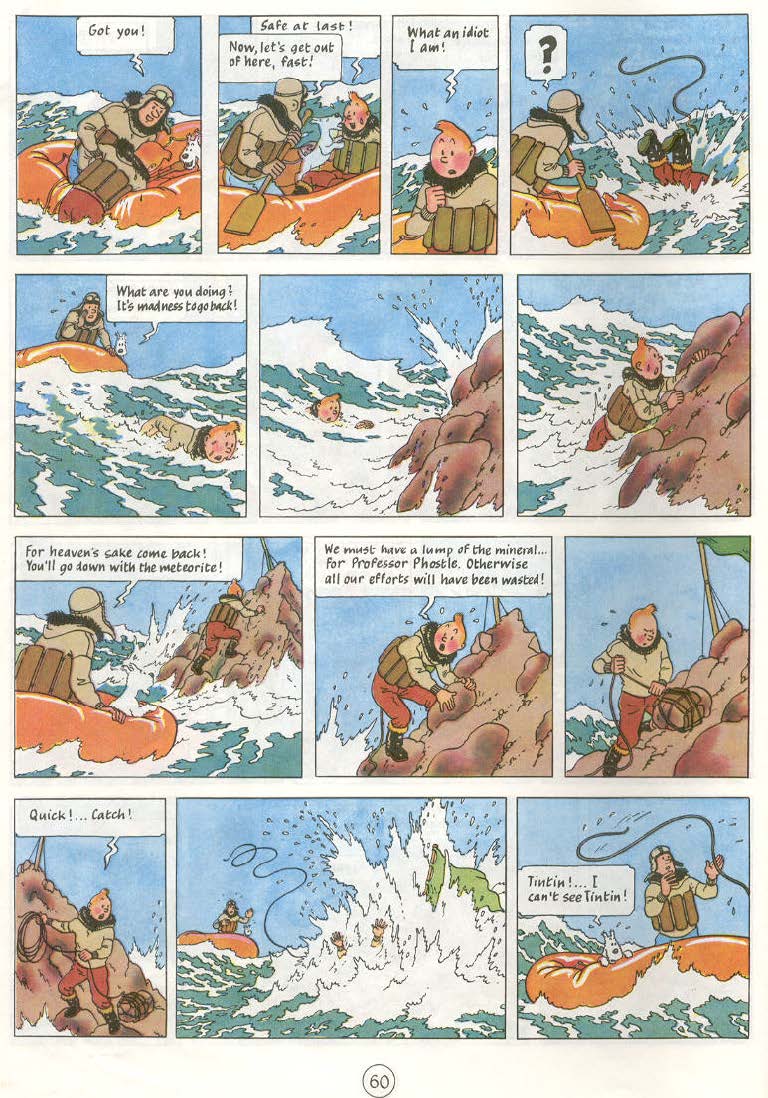 Got you!
Safe at last!
Now, let's get out
of here, fast!
What an idiot
I am!
?
What are you doing?
It's madness to go back!
For heaven's sake come back!
You'll go down with the meteorite!
We must have a lump of the mineral...
for Professor Phostle. Otherwise
all our efforts will have been wasted!
Quick!... Catch!
Tintin!... I
can't see Tintin!
60